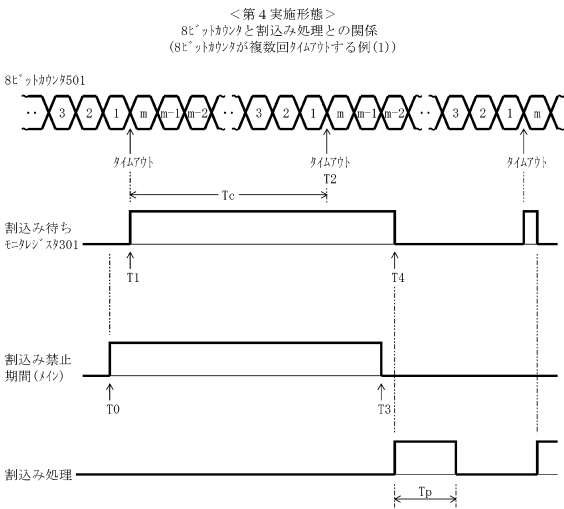 ＜第４実施形態＞
8ﾋﾞｯﾄｶｳﾝﾀと割込み処理との関係
(8ﾋﾞｯﾄｶｳﾝﾀが複数回ﾀｲﾑｱｳﾄする例(1))
8ﾋﾞｯﾄｶｳﾝﾀ501
‥ 3 2 1 m m-1 m-2 ‥ 3 2 1 m m-1 m-2 ‥ 3 2 1 m
ﾀｲﾑｱｳﾄ ﾀｲﾑｱｳﾄ ﾀｲﾑｱｳﾄ
T2
Tc
割込み待ち
ﾓﾆﾀﾚｼﾞｽﾀ301
T1 T4
割込み禁止
期間(ﾒｲﾝ)
T0 T3
割込み処理
Tp